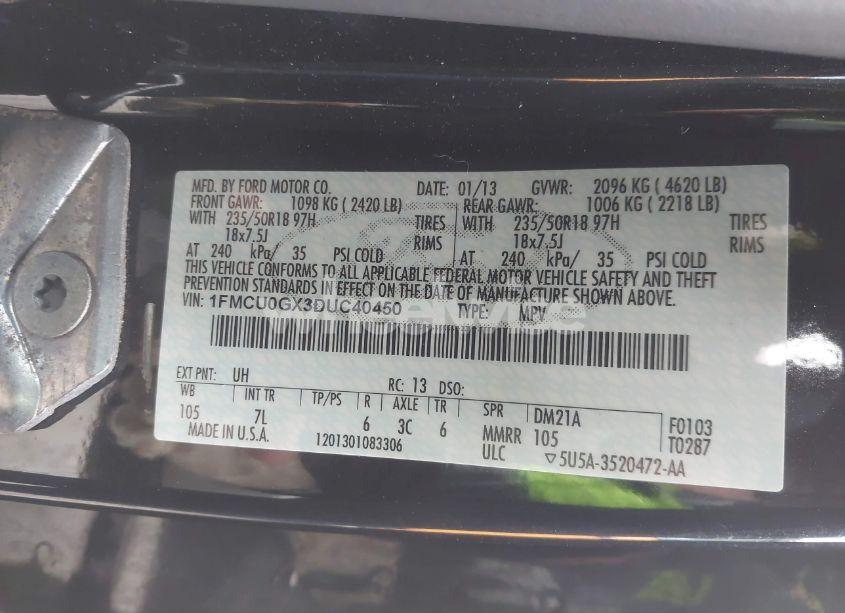 MFD. BY FORD MOTOR CO. DATE: 01/13 GVWR: 2096 KG ( 4620 LB)
FRONT GAWR: 1098 KG ( 2420 LB) REAR GAWR: 1006 KG ( 2218 LB)
WITH 235/50R18 97H TIRES WITH 235/50R18 97H TIRES
18x7.5J RIMS 18x7.5J RIMS
AT 240 kPa/ 35 PSI COLD AT 240 kPa/ 35 PSI COLD
THIS VEHICLE CONFORMS TO ALL APPLICABLE FEDERAL MOTOR VEHICLE SAFETY AND THEFT
PREVENTION STANDARDS IN EFFECT ON THE DATE OF MANUFACTURE SHOWN ABOVE.
VIN: 1FMCU0GX3DUC40450 TYPE: MPV
EXT PNT: UH RC: 13 DSO:
WB INT TR TP/PS R AXLE TR SPR DM21A F0103
105 7L 6 3C 6 MMRR 105 T0287
MADE IN U.S.A. 1201301083306 ULC ▽5U5A-3520472-AA